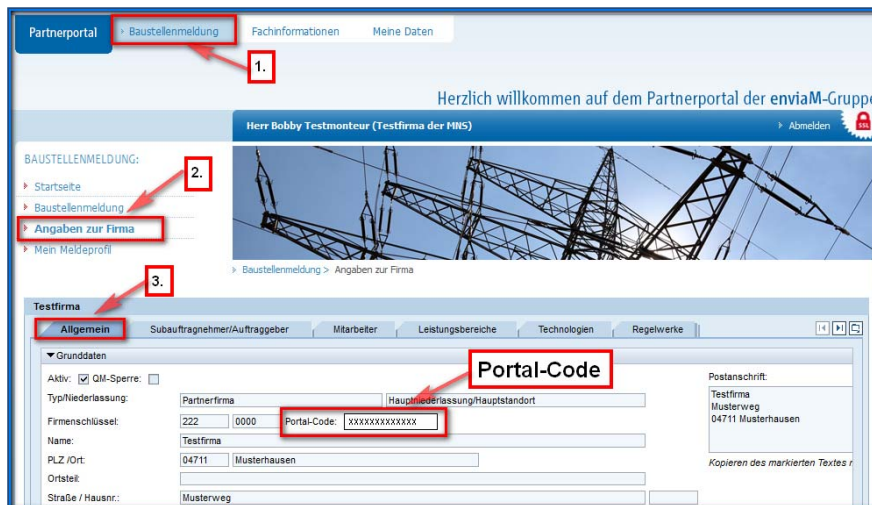 Partnerportal
Baustellenmeldung
Fachinformationen
Meine Daten
1.
Herzlich willkommen auf dem Partnerportal der enviaM-Gruppe
Herr Bobby Testmonteur (Testfirma der MNS)
Abmelden
SSL
BAUSTELLENMELDUNG:
Startseite
2.
Baustellenmeldung
Angaben zur Firma
Mein Meldeprofil
Baustellenmeldung > Angaben zur Firma
3.
Testfirma
Allgemein
Subauftragnehmer/Auftraggeber
Mitarbeiter
Leistungsbereiche
Technologien
Regelwerke
Grunddaten
Portal-Code
Aktiv:
QM-Sperre:
Postanschrift:
Typ/Niederlassung:
Partnerfirma
Hauptniederlassung/Hauptstandort
Testfirma
Musterweg
04711 Musterhausen
Firmenschlüssel:
222
0000
Portal-Code:
xxxxxxxxxxxxx
Name:
Testfirma
PLZ /Ort:
04711
Musterhausen
Kopieren des markierten Textes
Ortsteil:
Straße / Hausnr.:
Musterweg